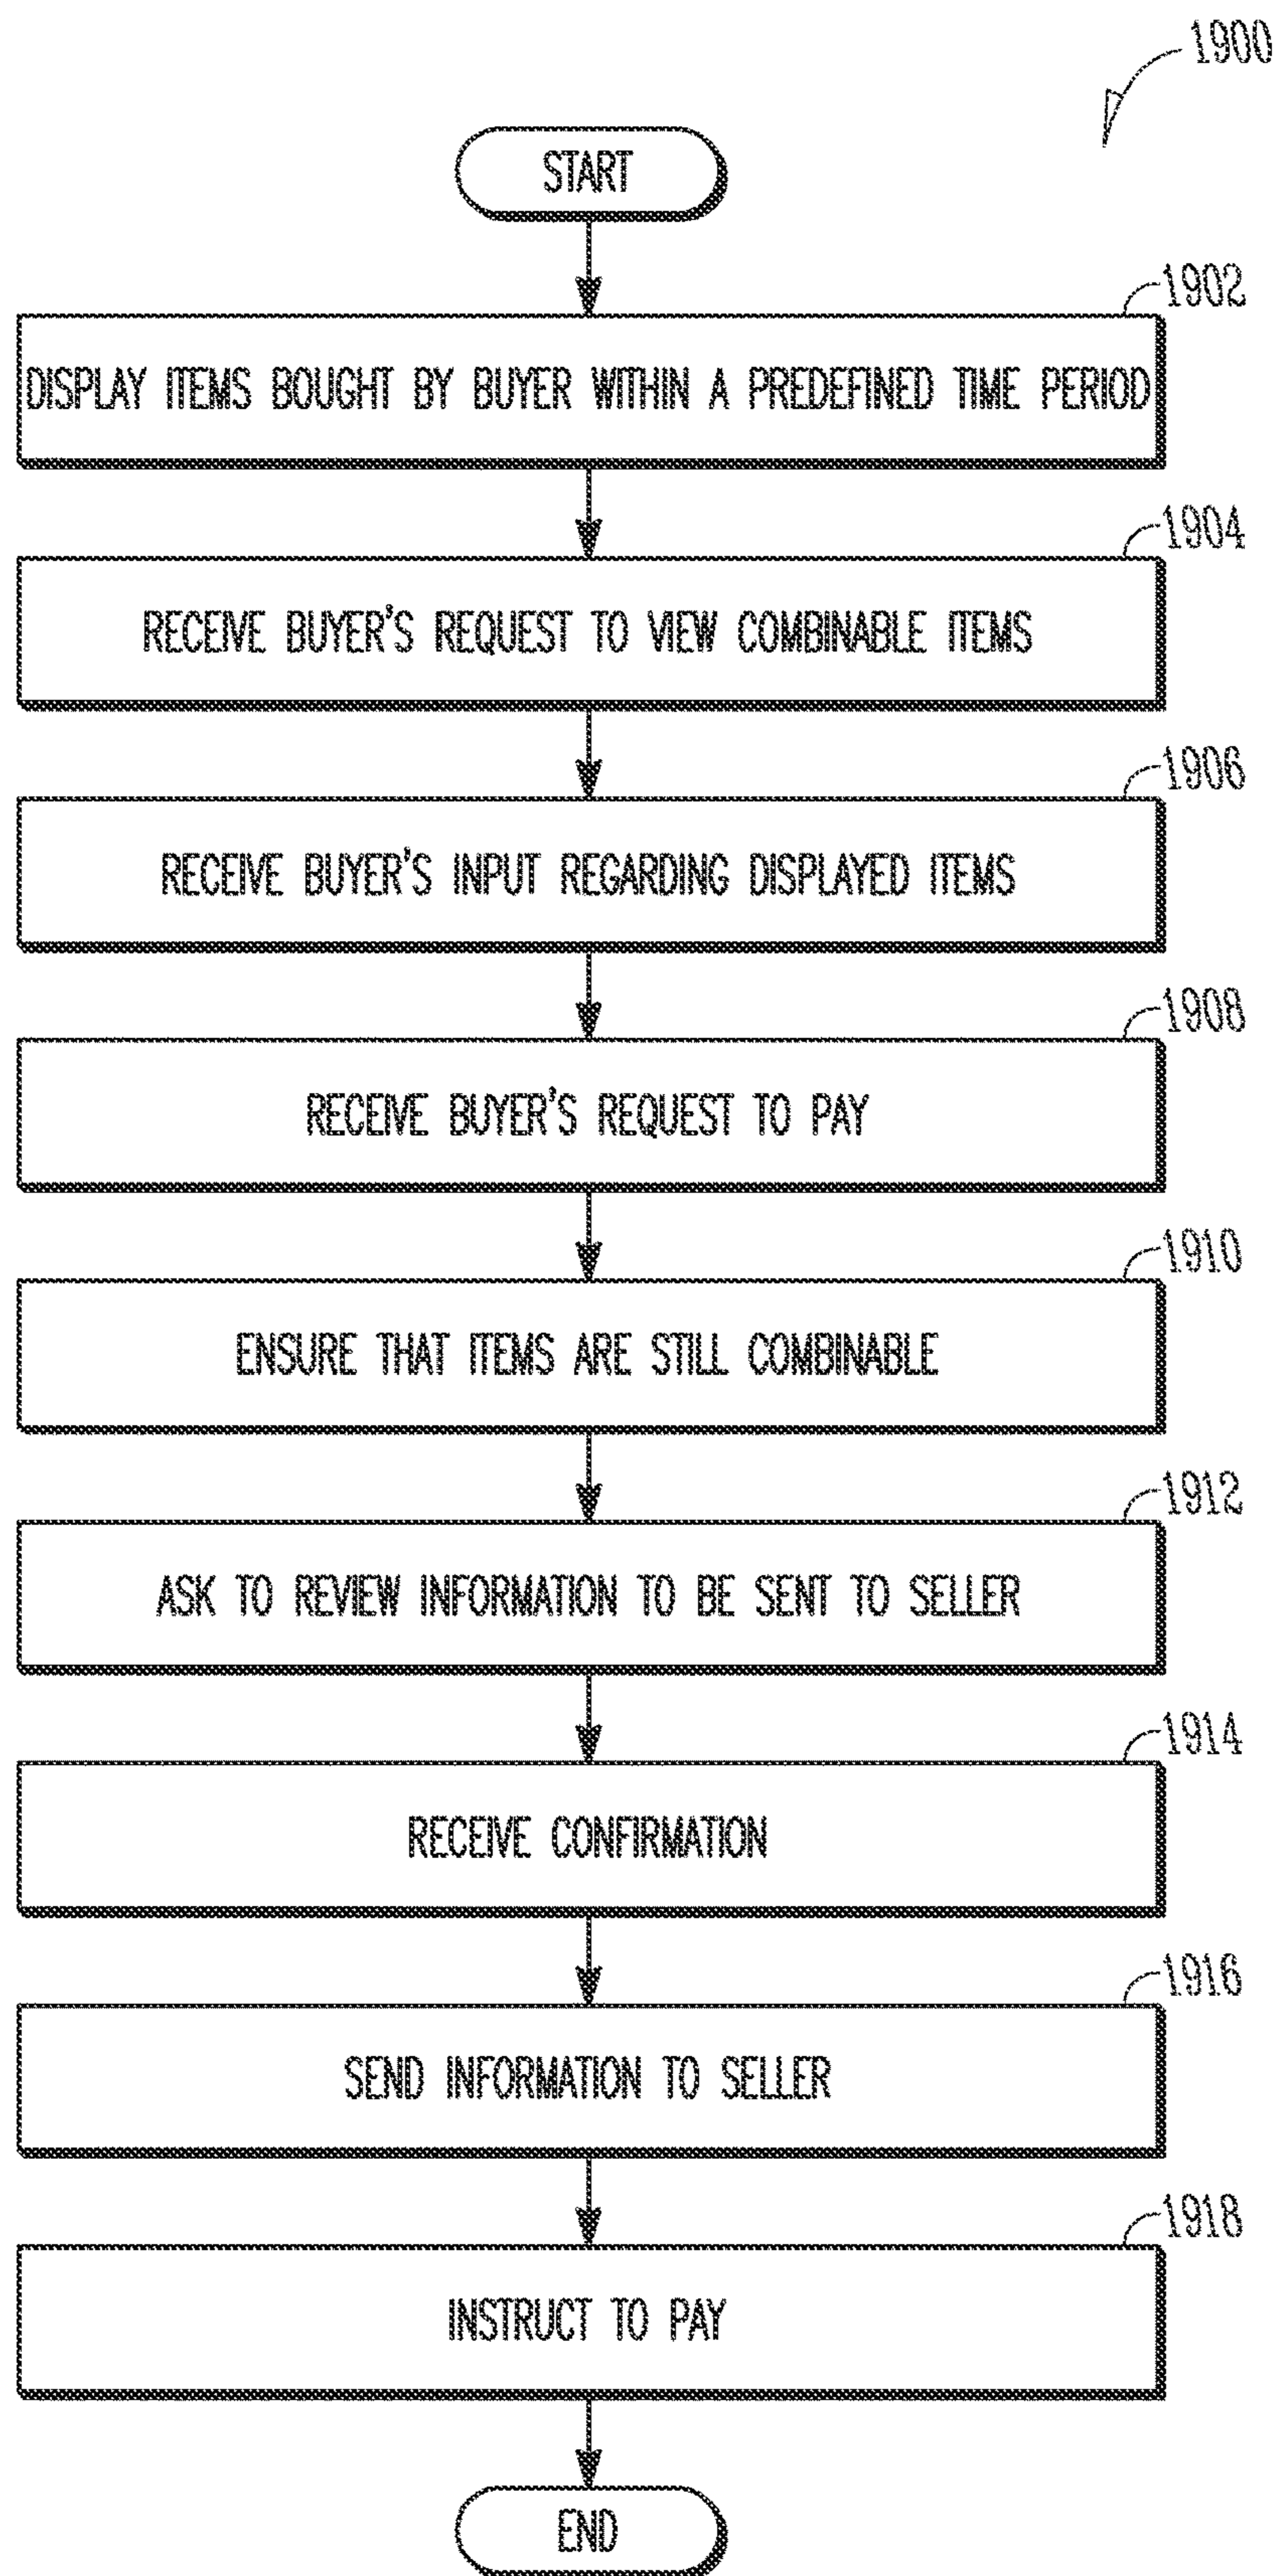 1900
START
1902
DISPLAY ITEMS BOUGHT BY BUYER WITHIN A PREDEFINED TIME PERIOD
1904
RECEIVE BUYER'S REQUEST TO VIEW COMBINABLE ITEMS
1906
RECEIVE BUYER'S INPUT REGARDING DISPLAYED ITEMS
1908
RECEIVE BUYER'S REQUEST TO PAY
1910
ENSURE THAT ITEMS ARE STILL COMBINABLE
1912
ASK TO REVIEW INFORMATION TO BE SENT TO SELLER
1914
RECEIVE CONFIRMATION
1916
SEND INFORMATION TO SELLER
1918
INSTRUCT TO PAY
END